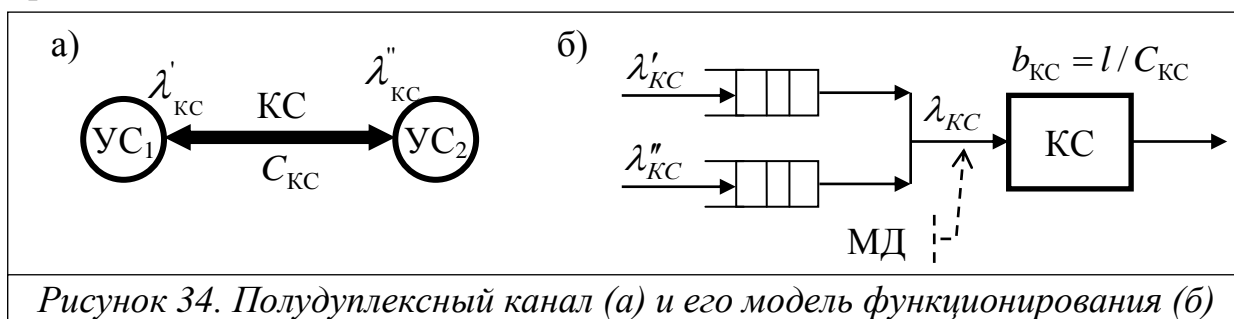 а)
λ'КС
λ"КС
КС
УС1
УС2
CКС
б)
λ′КС
λ″КС
λКС
bКС = l / CКС
КС
МД
Рисунок 34. Полудуплексный канал (а) и его модель функционирования (б)